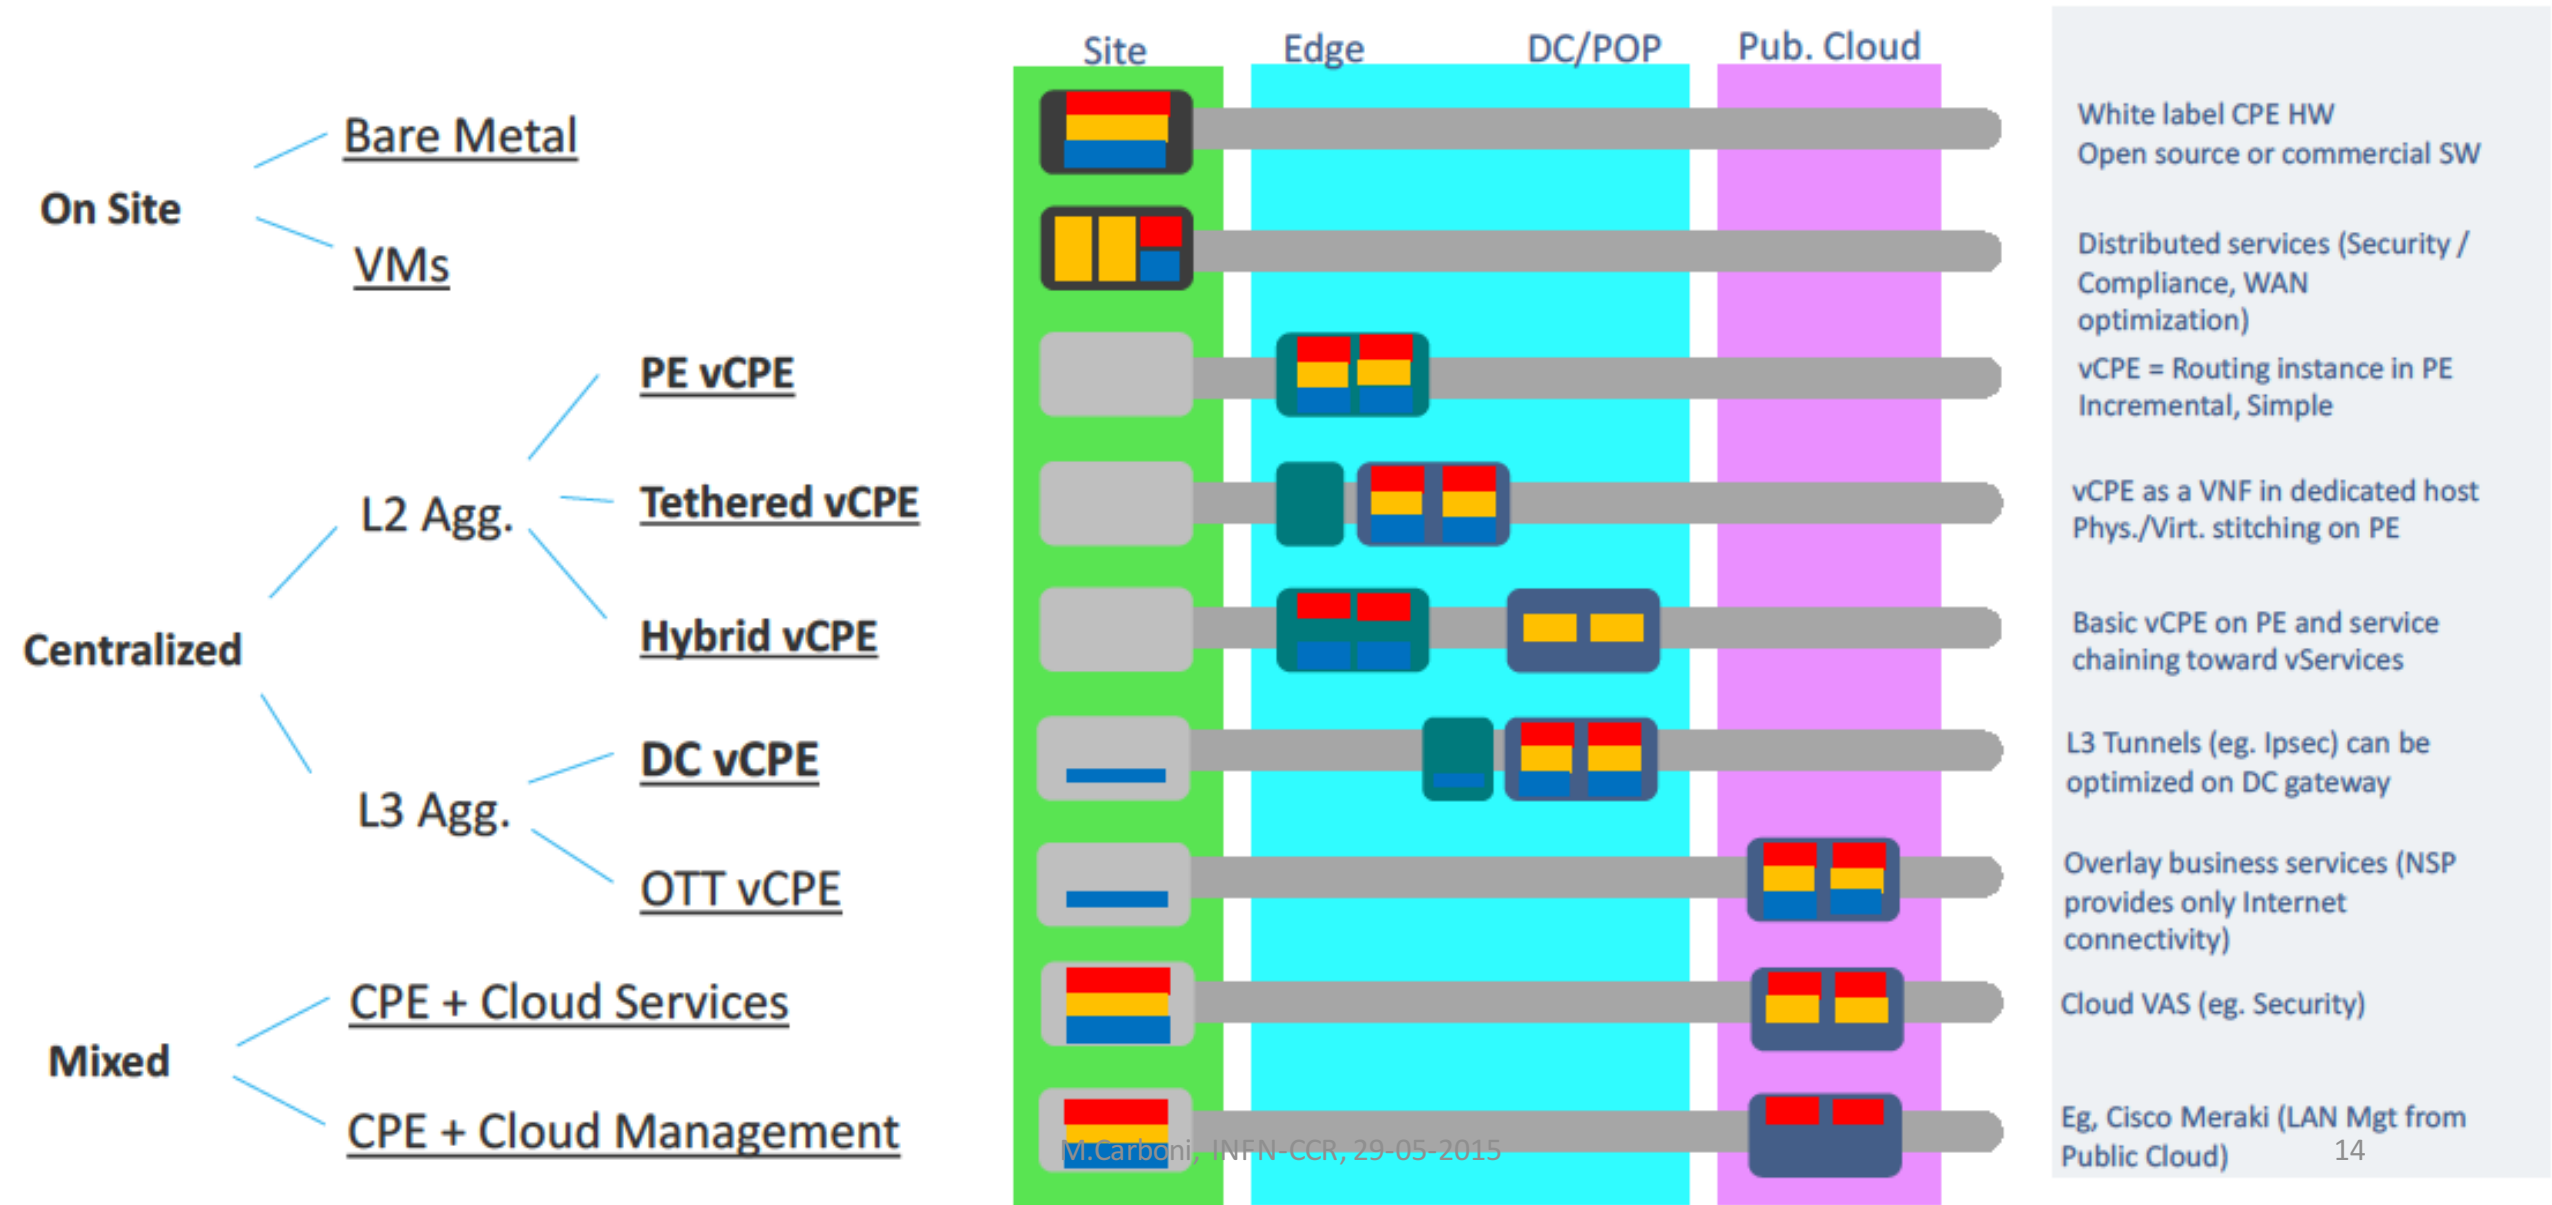 Site
Edge
DC/POP
Pub. Cloud
On Site
Bare Metal
VMs
Centralized
L2 Agg.
PE vCPE
Tethered vCPE
Hybrid vCPE
L3 Agg.
DC vCPE
OTT vCPE
Mixed
CPE + Cloud Services
CPE + Cloud Management
White label CPE HW
Open source or commercial SW
Distributed services (Security /
Compliance, WAN
optimization)
vCPE = Routing instance in PE
Incremental, Simple
vCPE as a VNF in dedicated host
Phys./Virt. stitching on PE
Basic vCPE on PE and service
chaining toward vServices
L3 Tunnels (eg. Ipsec) can be
optimized on DC gateway
Overlay business services (NSP
provides only Internet
connectivity)
Cloud VAS (eg. Security)
Eg, Cisco Meraki (LAN Mgt from
Public Cloud)
M.Carboni, INFN-CCR, 29-05-2015
14